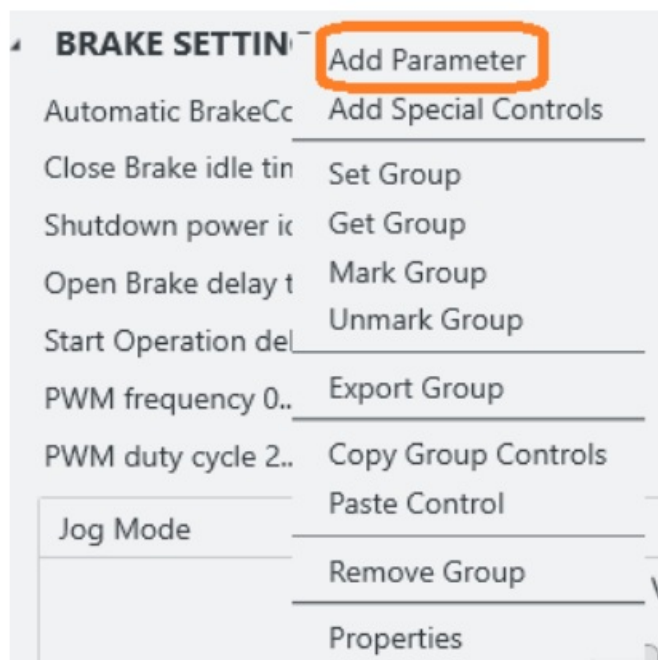 BRAKE SETTIN
Add Parameter
Automatic BrakeCo
Add Special Controls
Close Brake idle tin
Set Group
Shutdown power ic
Get Group
Open Brake delay t
Mark Group
Start Operation del
Unmark Group
PWM frequency 0..
Export Group
PWM duty cycle 2..
Copy Group Controls
Jog Mode
Paste Control
Remove Group
Properties